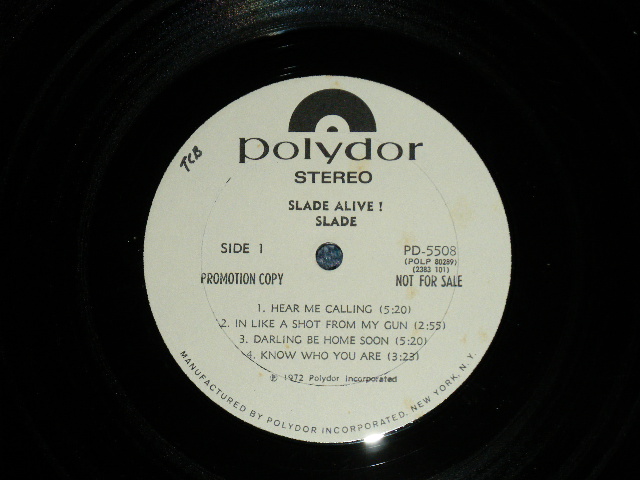 polydor
STEREO
TCB
SLADE ALIVE!
SLADE
SIDE 1
PD-5508
(POLP 80289)
(2383 101)
PROMOTION COPY
NOT FOR SALE
1. HEAR ME CALLING (5:20)
2. IN LIKE A SHOT FROM MY GUN (2:55)
3. DARLING BE HOME SOON (5:20)
4. KNOW WHO YOU ARE (3:23)
℗ 1972 Polydor Incorporated
MANUFACTURED BY POLYDOR INCORPORATED, NEW YORK, N.Y.